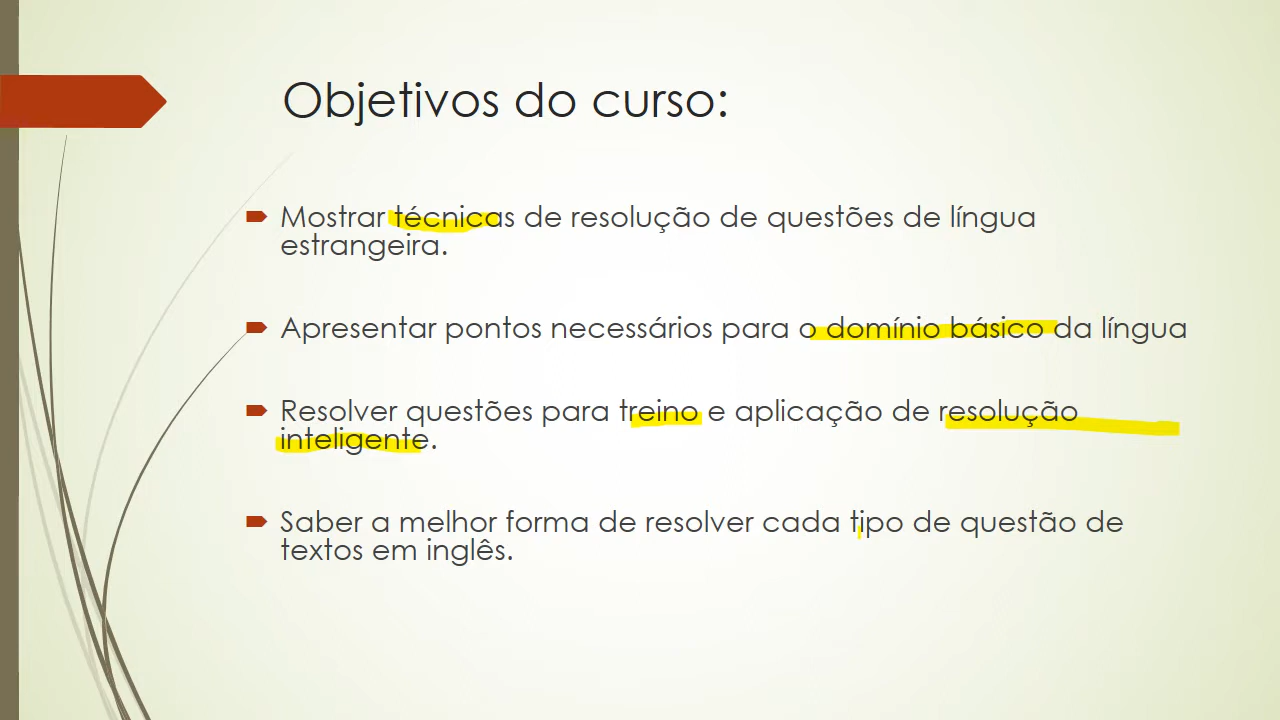 Objetivos do curso:
Mostrar técnicas de resolução de questões de língua
estrangeira.
Apresentar pontos necessários para o domínio básico da língua
Resolver questões para treino e aplicação de resolução
inteligente.
Saber a melhor forma de resolver cada tipo de questão de
textos em inglês.